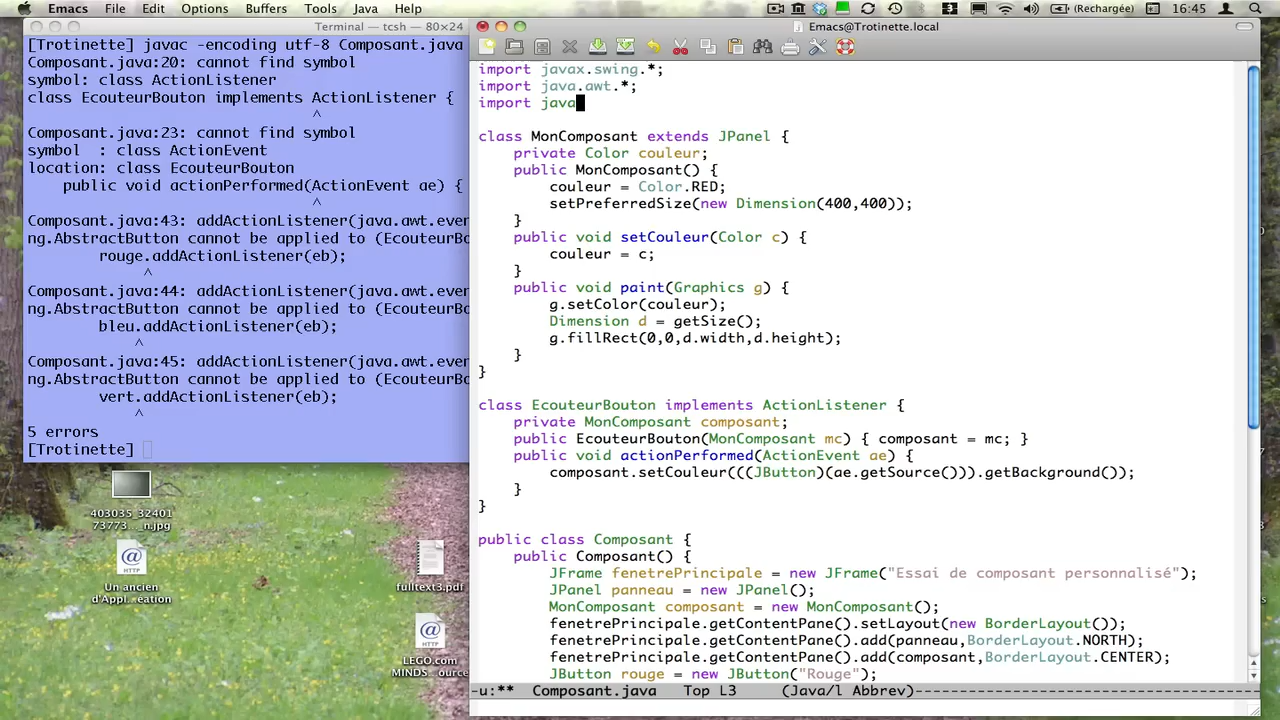 Emacs File Edit Options Buffers Tools Java Help (Rechargée) 16:45
Terminal — tcsh — 80×24
[Trotinette] javac -encoding utf-8 Composant.java
Composant.java:20: cannot find symbol
symbol: class ActionListener
class EcouteurBouton implements ActionListener {
^
Composant.java:23: cannot find symbol
symbol  : class ActionEvent
location: class EcouteurBouton
    public void actionPerformed(ActionEvent ae) {
^
Composant.java:43: addActionListener(java.awt.eve
ng.AbstractButton cannot be applied to (EcouteurBo
        rouge.addActionListener(eb);
^
Composant.java:44: addActionListener(java.awt.eve
ng.AbstractButton cannot be applied to (EcouteurBo
        bleu.addActionListener(eb);
^
Composant.java:45: addActionListener(java.awt.eve
ng.AbstractButton cannot be applied to (EcouteurBo
        vert.addActionListener(eb);
^
5 errors
[Trotinette]
403035_32401
73773..._n.jpg
HTTP
Un ancien
d'Appl...eation
fulltext3.pdf
HTTP
LEGO.com
MINDS...ource
Emacs@Trotinette.local
import javax.swing.*;
import java.awt.*;
import java
class MonComposant extends JPanel {
    private Color couleur;
    public MonComposant() {
        couleur = Color.RED;
        setPreferredSize(new Dimension(400,400));
    }
    public void setCouleur(Color c) {
        couleur = c;
    }
    public void paint(Graphics g) {
        g.setColor(couleur);
        Dimension d = getSize();
        g.fillRect(0,0,d.width,d.height);
    }
}
class EcouteurBouton implements ActionListener {
    private MonComposant composant;
    public EcouteurBouton(MonComposant mc) { composant = mc; }
    public void actionPerformed(ActionEvent ae) {
        composant.setCouleur(((JButton)(ae.getSource())).getBackground());
    }
}
public class Composant {
    public Composant() {
        JFrame fenetrePrincipale = new JFrame("Essai de composant personnalisé");
        JPanel panneau = new JPanel();
        MonComposant composant = new MonComposant();
        fenetrePrincipale.getContentPane().setLayout(new BorderLayout());
        fenetrePrincipale.getContentPane().add(panneau,BorderLayout.NORTH);
        fenetrePrincipale.getContentPane().add(composant,BorderLayout.CENTER);
        JButton rouge = new JButton("Rouge");
-u:** Composant.java Top L3 (Java/l Abbrev)